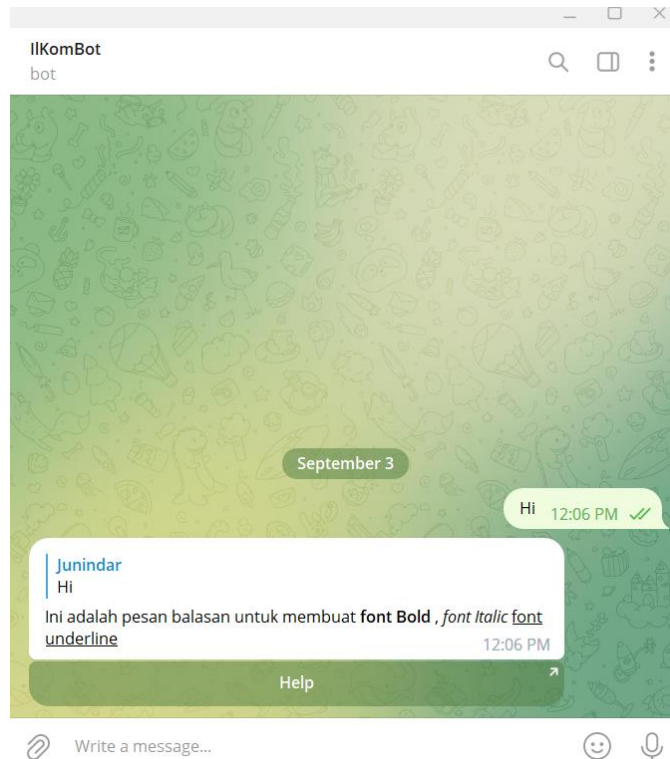 IlKomBot
bot
September 3
Hi 12:06 PM
Junindar
Hi
Ini adalah pesan balasan untuk membuat font Bold , font Italic font
underline 12:06 PM
Help
Write a message...